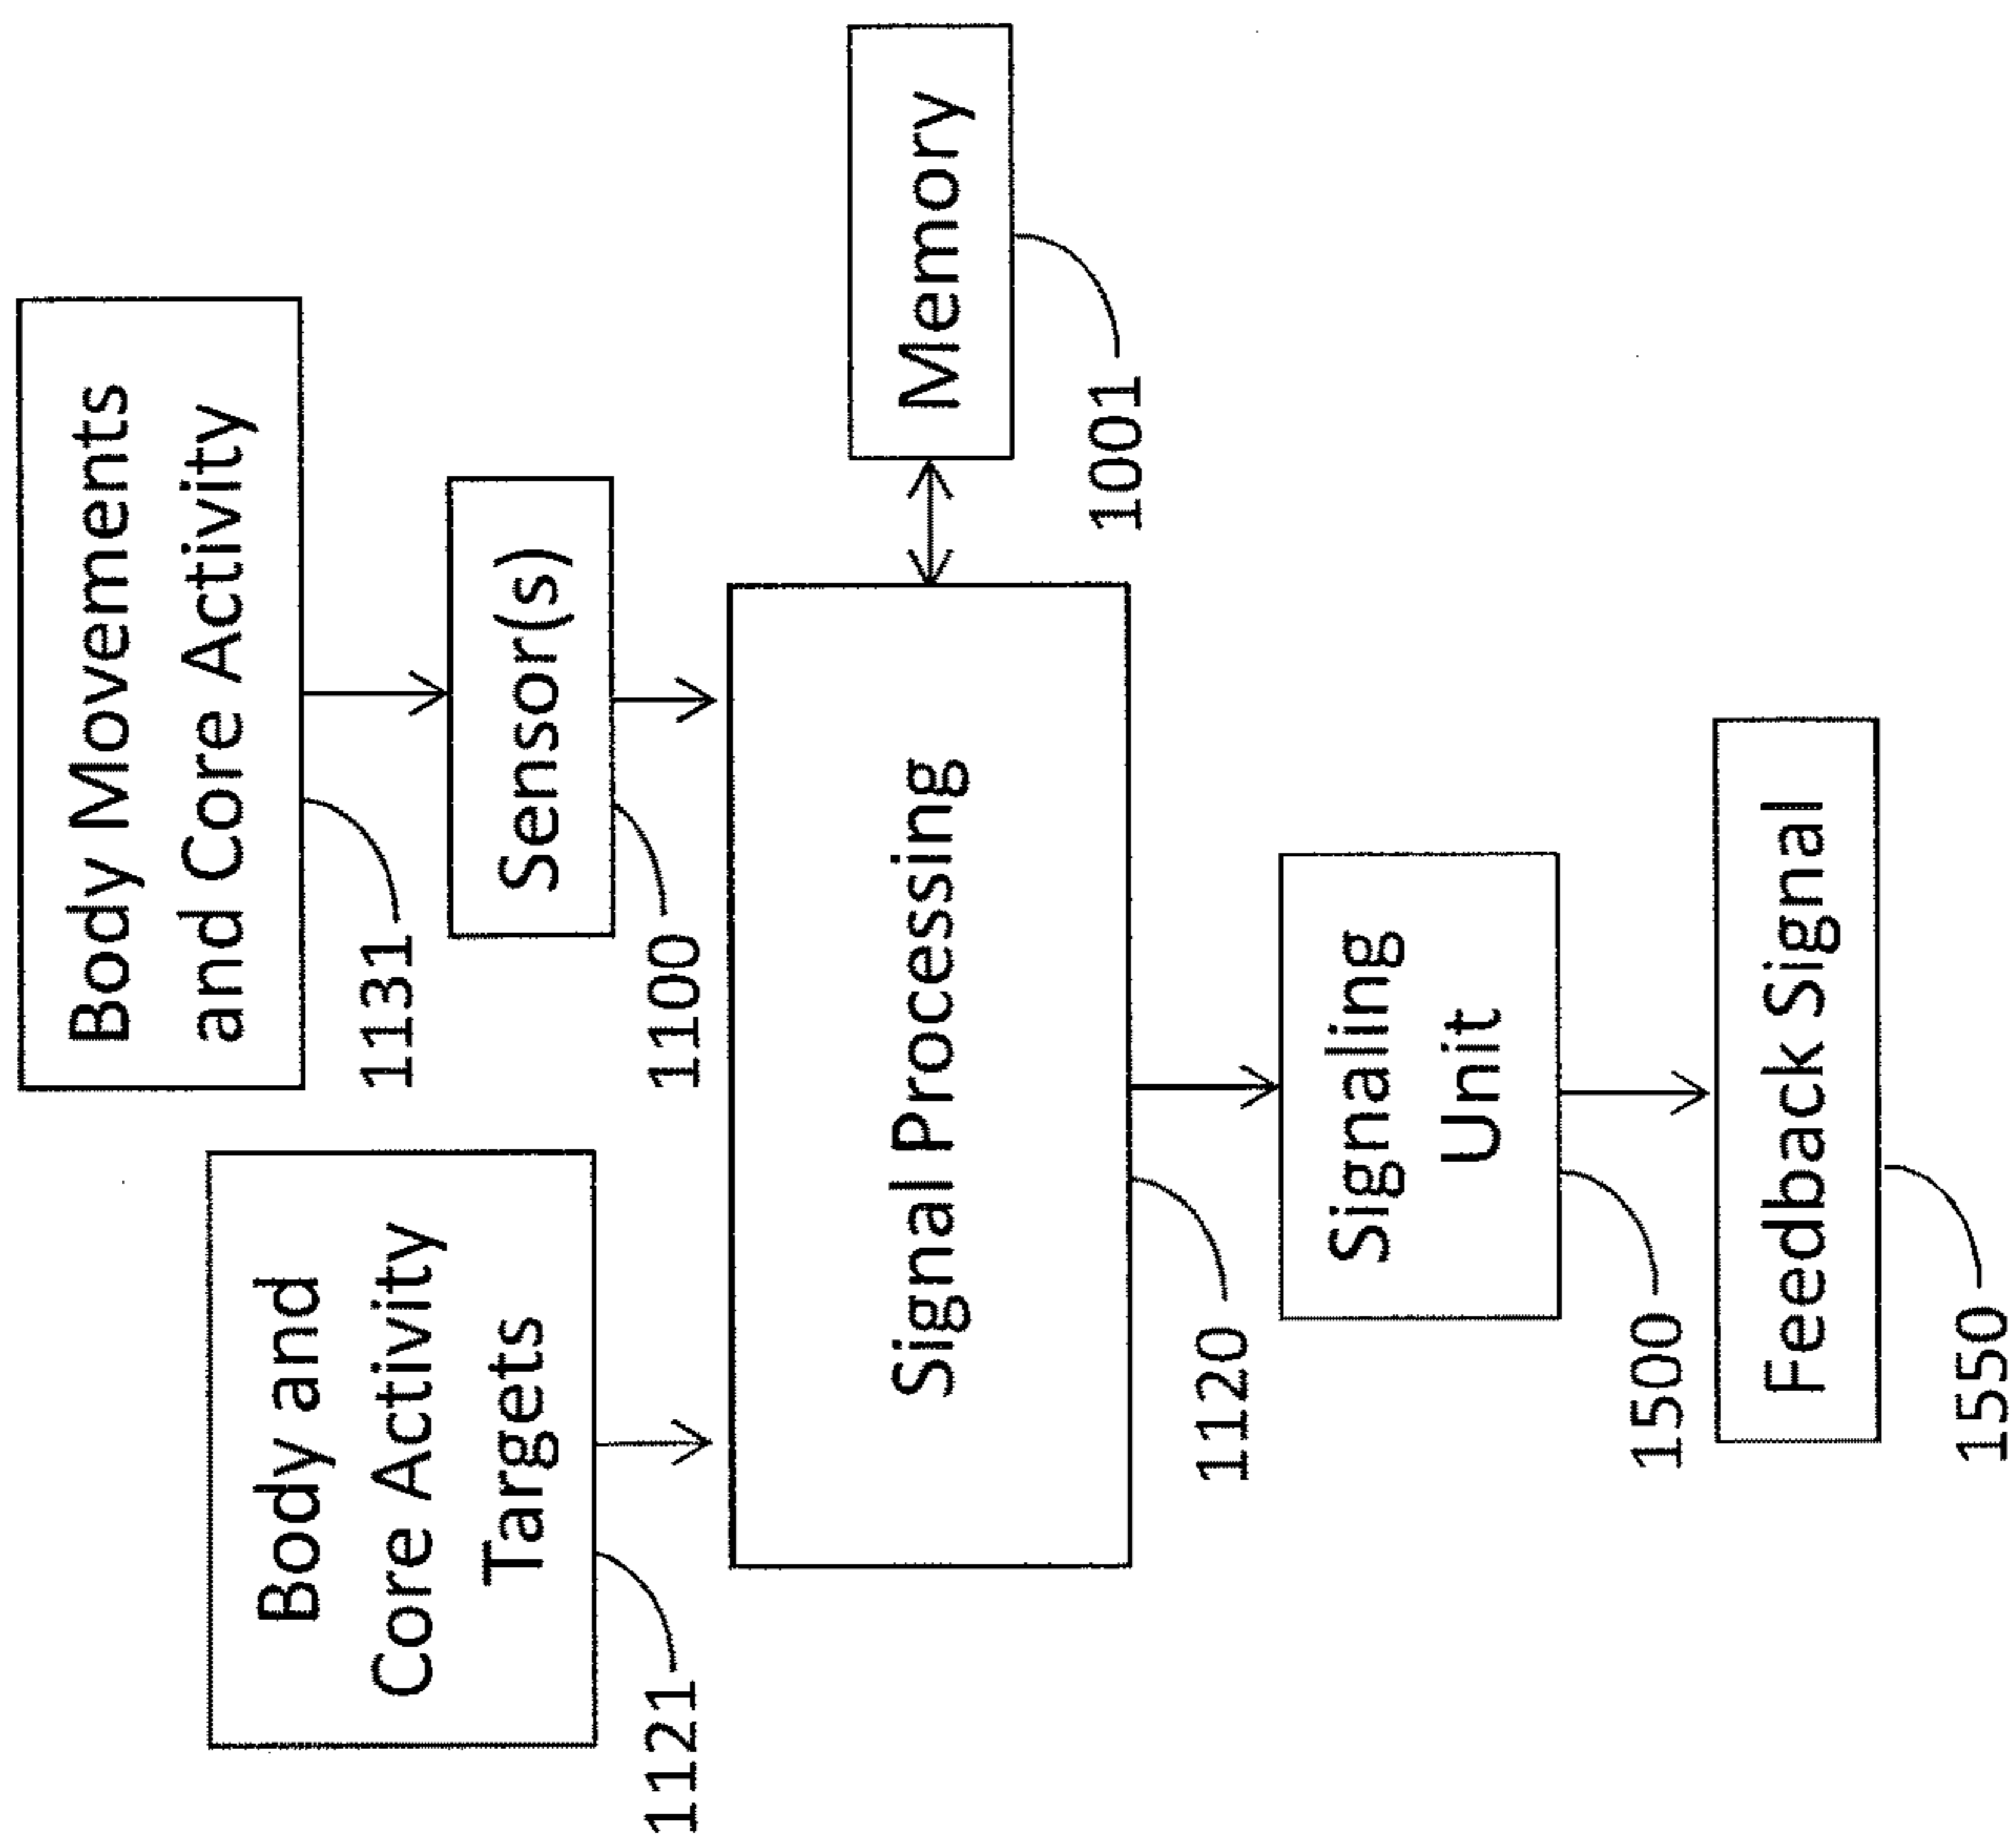 Body Movements
and Core Activity
1131
Body and
Core Activity
Targets
1121
Sensor(s)
1100
Signal Processing
1120
Memory
1001
Signaling
Unit
1500
Feedback Signal
1550